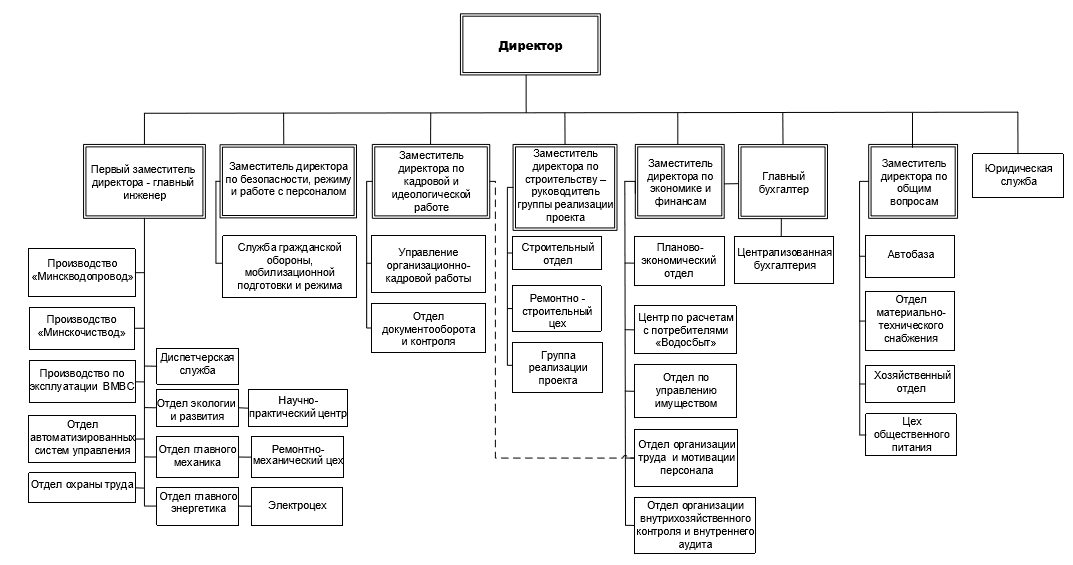 Директор
Первый заместитель
директора - главный
инженер
Заместитель директора
по безопасности, режиму
и работе с персоналом
Заместитель
директора по
кадровой и
идеологической
работе
Заместитель
директора по
строительству –
руководитель
группы реализации
проекта
Заместитель
директора по
экономике и
финансам
Главный
бухгалтер
Заместитель
директора по
общим
вопросам
Юридическая
служба
Производство
«Минскводопровод»
Производство
«Минскочиствод»
Производство по
эксплуатации ВМВС
Отдел
автоматизированных
систем управления
Отдел охраны труда
Диспетчерская
служба
Отдел экологии
и развития
Научно-
практический центр
Отдел главного
механика
Ремонтно-
механический цех
Отдел главного
энергетика
Электроцех
Служба гражданской
обороны,
мобилизационной
подготовки и режима
Управление
организационно-
кадровой работы
Отдел
документооборота
и контроля
Строительный
отдел
Ремонтно -
строительный
цех
Группа
реализации
проекта
Планово-
экономический
отдел
Центр по расчетам
с потребителями
«Водосбыт»
Отдел по
управлению
имуществом
Отдел организации
труда и мотивации
персонала
Отдел организации
внутрихозяйственного
контроля и внутреннего
аудита
Централизованная
бухгалтерия
Автобаза
Отдел
материально-
технического
снабжения
Хозяйственный
отдел
Цех
общественного
питания